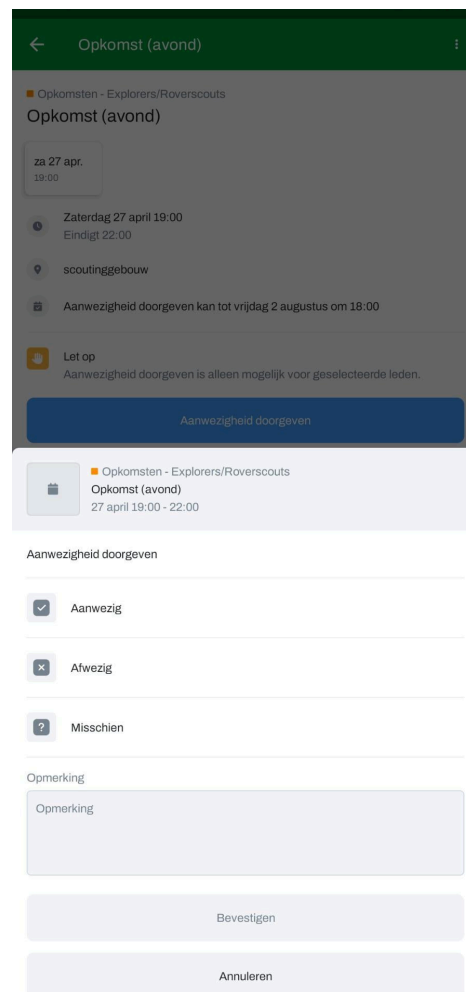 Opkomst (avond)
Opkomsten - Explorers/Roverscouts
Opkomst (avond)
za 27 apr.
19:00
Zaterdag 27 april 19:00
Eindigt 22:00
scoutinggebouw
Aanwezigheid doorgeven kan tot vrijdag 2 augustus om 18:00
Let op
Aanwezigheid doorgeven is alleen mogelijk voor geselecteerde leden.
Aanwezigheid doorgeven
Opkomsten - Explorers/Roverscouts
Opkomst (avond)
27 april 19:00 - 22:00
Aanwezigheid doorgeven
Aanwezig
Afwezig
?
Misschien
Opmerking
Opmerking
Bevestigen
Annuleren